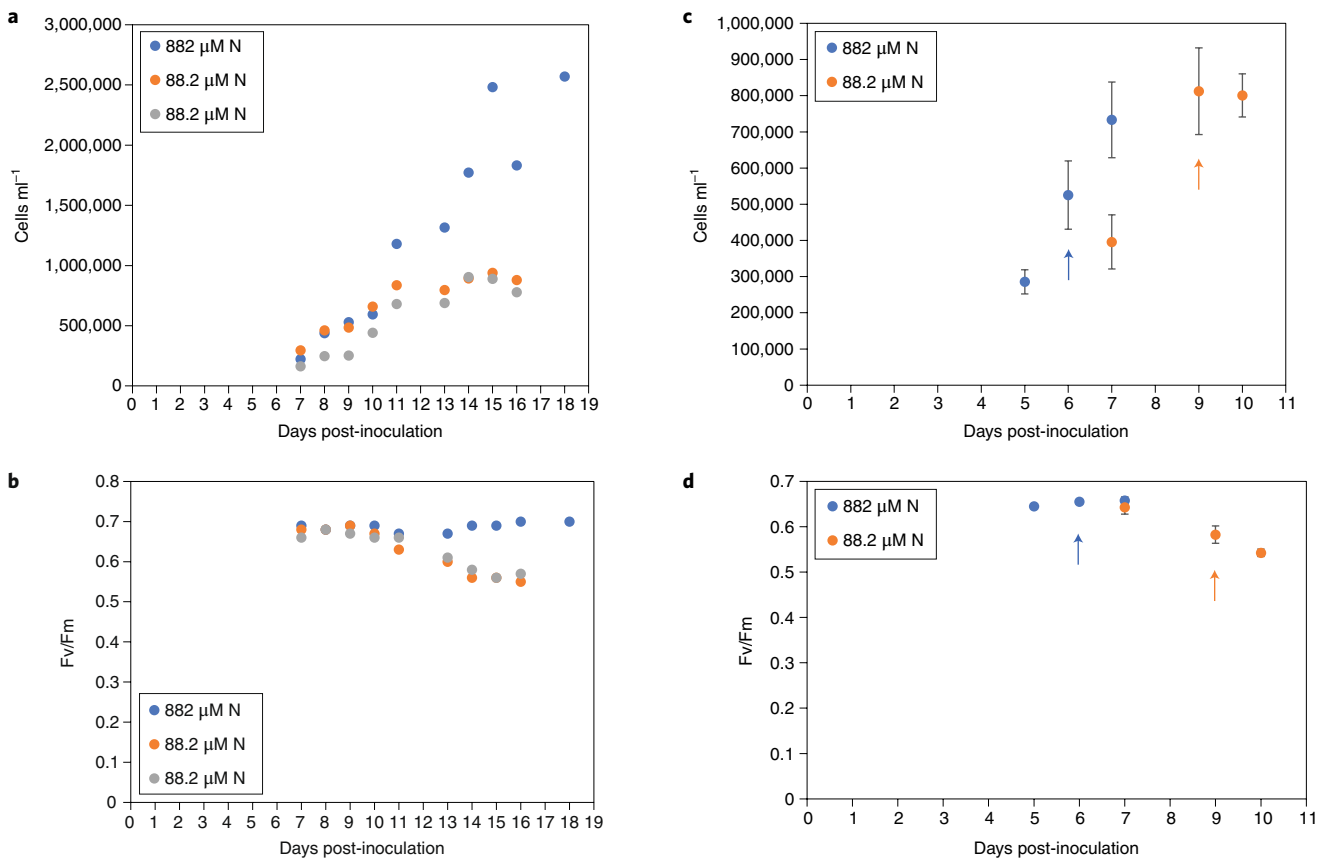 a
3,000,000
2,500,000
2,000,000
1,500,000
1,000,000
500,000
0
Cells ml⁻¹
882 μM N
88.2 μM N
88.2 μM N
0 1 2 3 4 5 6 7 8 9 10 11 12 13 14 15 16 17 18 19
Days post-inoculation
c
1,000,000
900,000
800,000
700,000
600,000
500,000
400,000
300,000
200,000
100,000
0
Cells ml⁻¹
882 μM N
88.2 μM N
0 1 2 3 4 5 6 7 8 9 10 11
Days post-inoculation
b
0.8
0.7
0.6
0.5
0.4
0.3
0.2
0.1
0
Fv/Fm
882 μM N
88.2 μM N
88.2 μM N
0 1 2 3 4 5 6 7 8 9 10 11 12 13 14 15 16 17 18 19
Days post-inoculation
d
0.7
0.6
0.5
0.4
0.3
0.2
0.1
0
Fv/Fm
882 μM N
88.2 μM N
0 1 2 3 4 5 6 7 8 9 10 11
Days post-inoculation